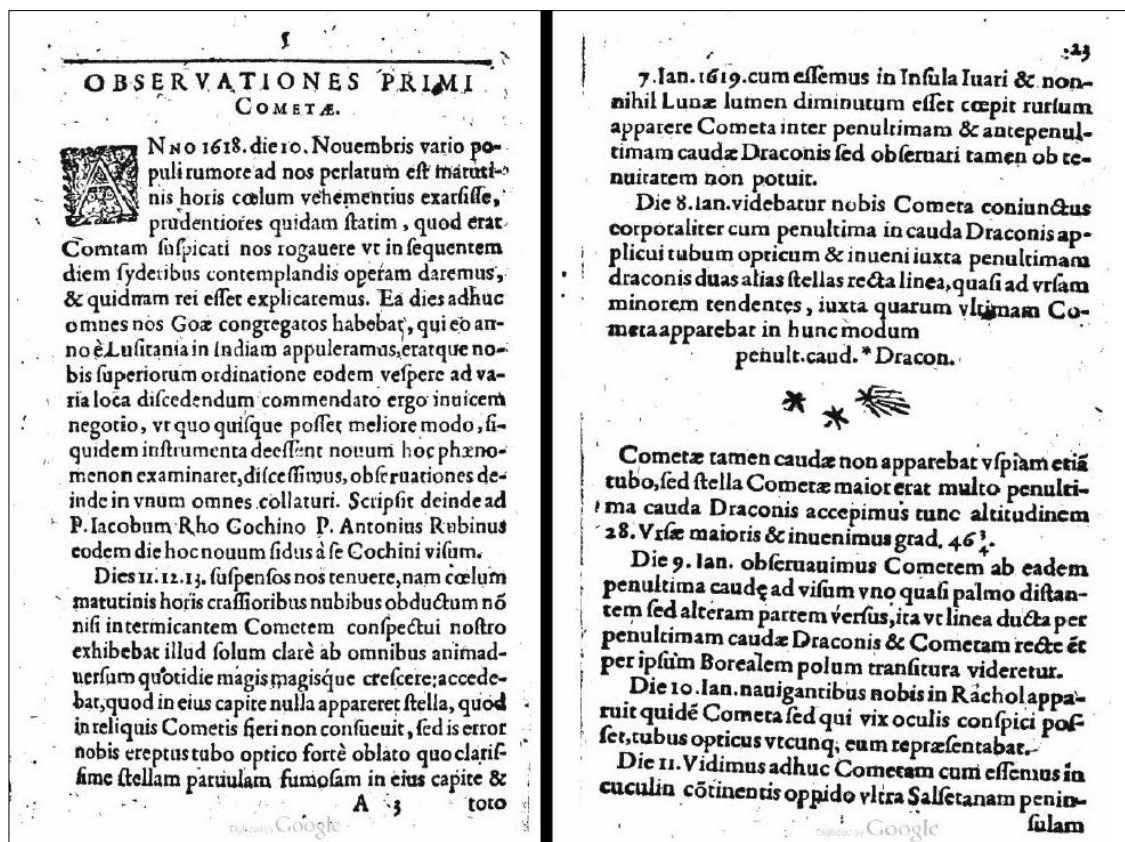 5
OBSERVATIONES PRIMI
COMETÆ.
ANNO 1618. die 10. Nouembris vario po-
puli rumore ad nos perlatum est matuti-
nis horis cœlum vehementius exarsisse,
prudentiores quidam statim, quod erat
Comtam suspicati nos rogauere vt in sequentem
diem syderibus contemplandis operam daremus,
& quidnam rei esset explicaremus. Ea dies adhuc
omnes nos Goæ congregatos habebat, qui eo an-
no è Lusitania in Indiam appuleramus, eratque no-
bis superiorum ordinatione eodem vespere ad va-
ria loca discedendum commendato ergo inuicem
negotio, vt quo quisque posset meliore modo, si-
quidem instrumenta deessent nouum hoc phæno-
menon examinaret, discessimus, obseruationes de-
inde in vnum omnes collaturi. Scripsit deinde ad
P. Iacobum Rho Gochino P. Antonius Rubinus
eodem die hoc nouum sidus à se Cochini visum.
Dies 11. 12. 13. suspensos nos tenuere, nam cœlum
matutinis horis crassioribus nubibus obductum nõ
nisi intermicantem Cometem conspectui nostro
exhibebat illud solum clarè ab omnibus animad-
uersum quotidie magis magisque crescere; accede-
bat, quod in eius capite nulla appareret stella, quod
in reliquis Cometis fieri non consueuit, sed is error
nobis ereptus tubo optico fortè oblato quo claris-
sime stellam paruulam fumosam in eius capite &
A 3 toto
Digitized by Google
23
7. Ian. 1619. cum essemus in Insula Iuari & non-
nihil Lunæ lumen diminutum esset cœpit rursum
apparere Cometa inter penultimam & antepenul-
timam caudæ Draconis sed obseruari tamen ob te-
nuitatem non potuit.
Die 8. Ian. videbatur nobis Cometa coniunctus
corporaliter cum penultima in cauda Draconis ap-
plicui tubum opticum & inueni iuxta penultimam
draconis duas alias stellas recta linea, quasi ad vrsam
minorem tendentes, iuxta quarum vltimam Co-
meta apparebat in hunc modum
penult. caud. * Dracon.
Cometæ tamen caudæ non apparebat vspiam etiã
tubo, sed stella Cometæ maior erat multo penulti-
ma cauda Draconis accepimus tunc altitudinem
28. Vrsæ maioris & inuenimus grad. 46 3/4.
Die 9. Ian. obseruauimus Cometem ab eadem
penultima caudę ad visum vno quasi palmo distan-
tem sed alteram partem versus, ita vt linea ducta per
penultimam caudæ Draconis & Cometam recte ét
per ipsum Borealem polum transitura videretur.
Die 10. Ian. nauigantibus nobis in Rachol appa-
ruit quidé Cometa sed qui vix oculis conspici pos-
set, tubus opticus vtcunq; eum repræsentabat.
Die 11. Vidimus adhuc Cometam cum essemus in
cuculin cõtinentis oppido vltra Salsetanam penin-
sulam
Digitized by Google